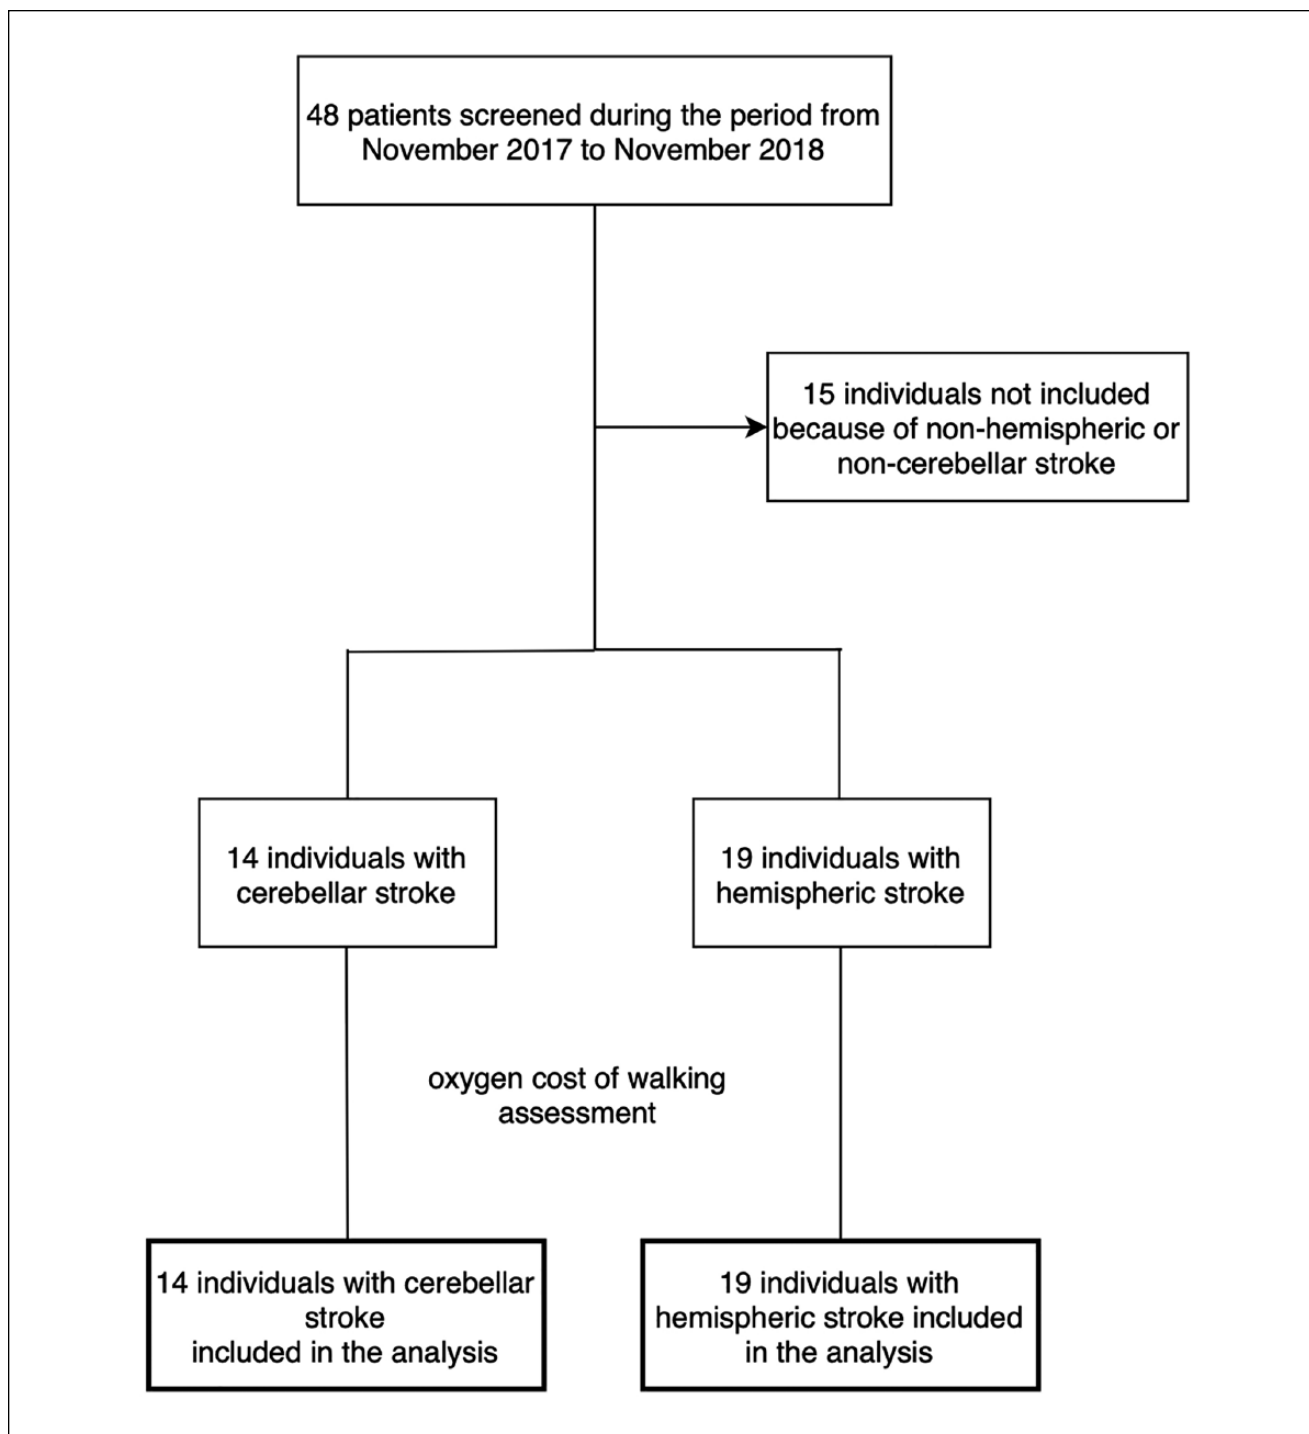 48 patients screened during the period from
November 2017 to November 2018
15 individuals not included
because of non-hemispheric or
non-cerebellar stroke
14 individuals with
cerebellar stroke
19 individuals with
hemispheric stroke
oxygen cost of walking
assessment
14 individuals with cerebellar
stroke
included in the analysis
19 individuals with
hemispheric stroke included
in the analysis